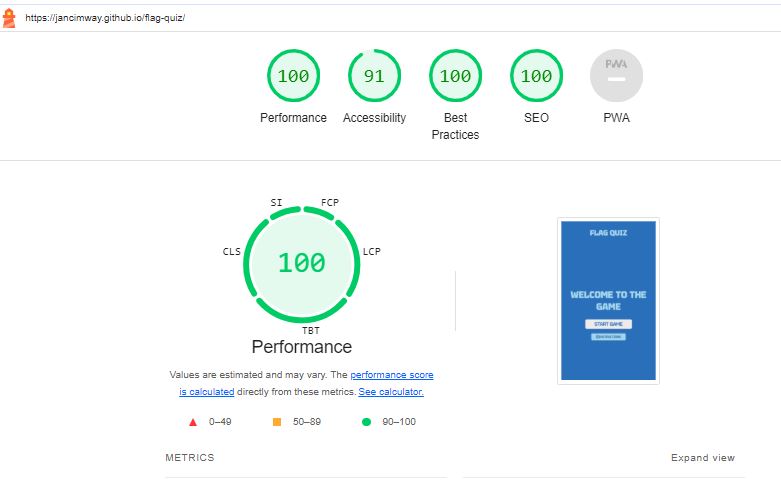 https://jancimway.github.io/flag-quiz/
100
91
100
100
PWA
Performance
Accessibility
Best
Practices
SEO
PWA
SI
FCP
CLS
100
LCP
TBT
Performance
Values are estimated and may vary. The performance score
is calculated directly from these metrics. See calculator.
0–49
50–89
90–100
FLAG QUIZ
WELCOME TO THE
GAME
START GAME
METRICS
Expand view